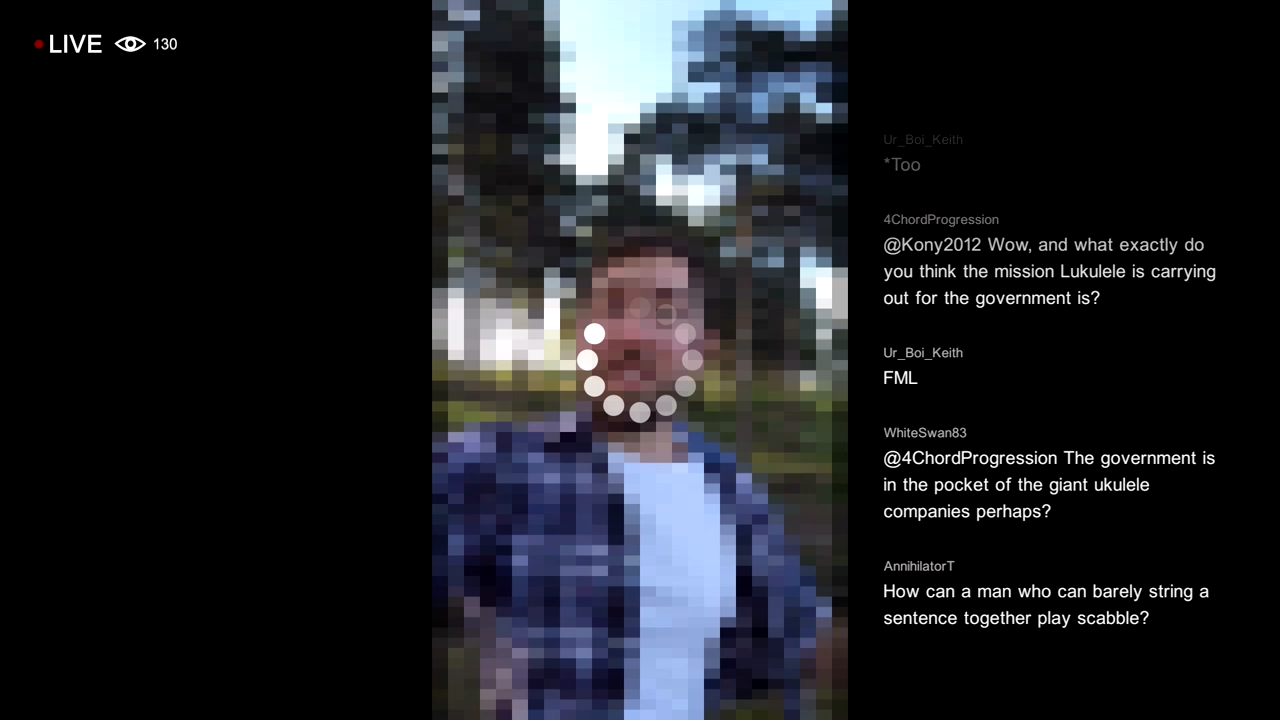 LIVE 130
Ur_Boi_Keith
*Too
4ChordProgression
@Kony2012 Wow, and what exactly do
you think the mission Lukulele is carrying
out for the government is?
Ur_Boi_Keith
FML
WhiteSwan83
@4ChordProgression The government is
in the pocket of the giant ukulele
companies perhaps?
AnnihilatorT
How can a man who can barely string a
sentence together play scabble?